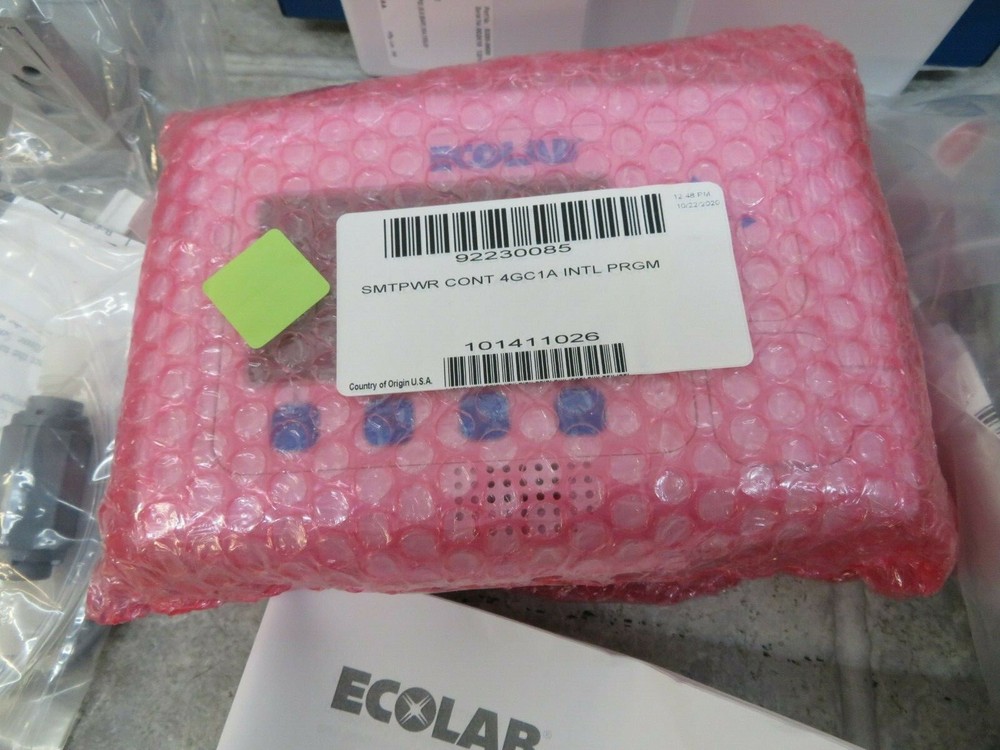 ECOLAB
12:48 PM
10/22/2020
92230085
SMTPWR CONT 4GC1A INTL PRGM
101411026
Country of Origin U.S.A.
ECOLAB